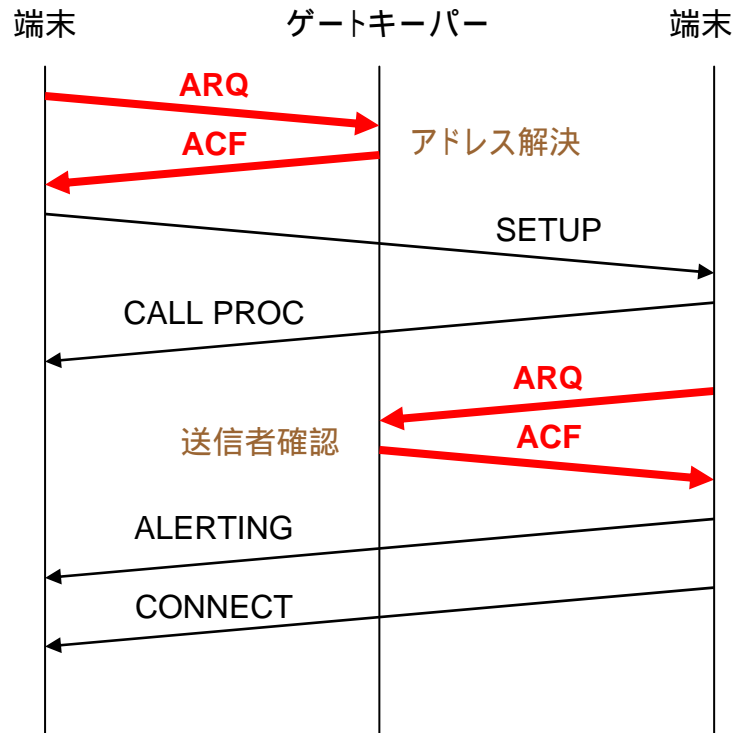 端末 ゲートキーパー 端末
ARQ
ACF アドレス解決
SETUP
CALL PROC
ARQ
送信者確認 ACF
ALERTING
CONNECT